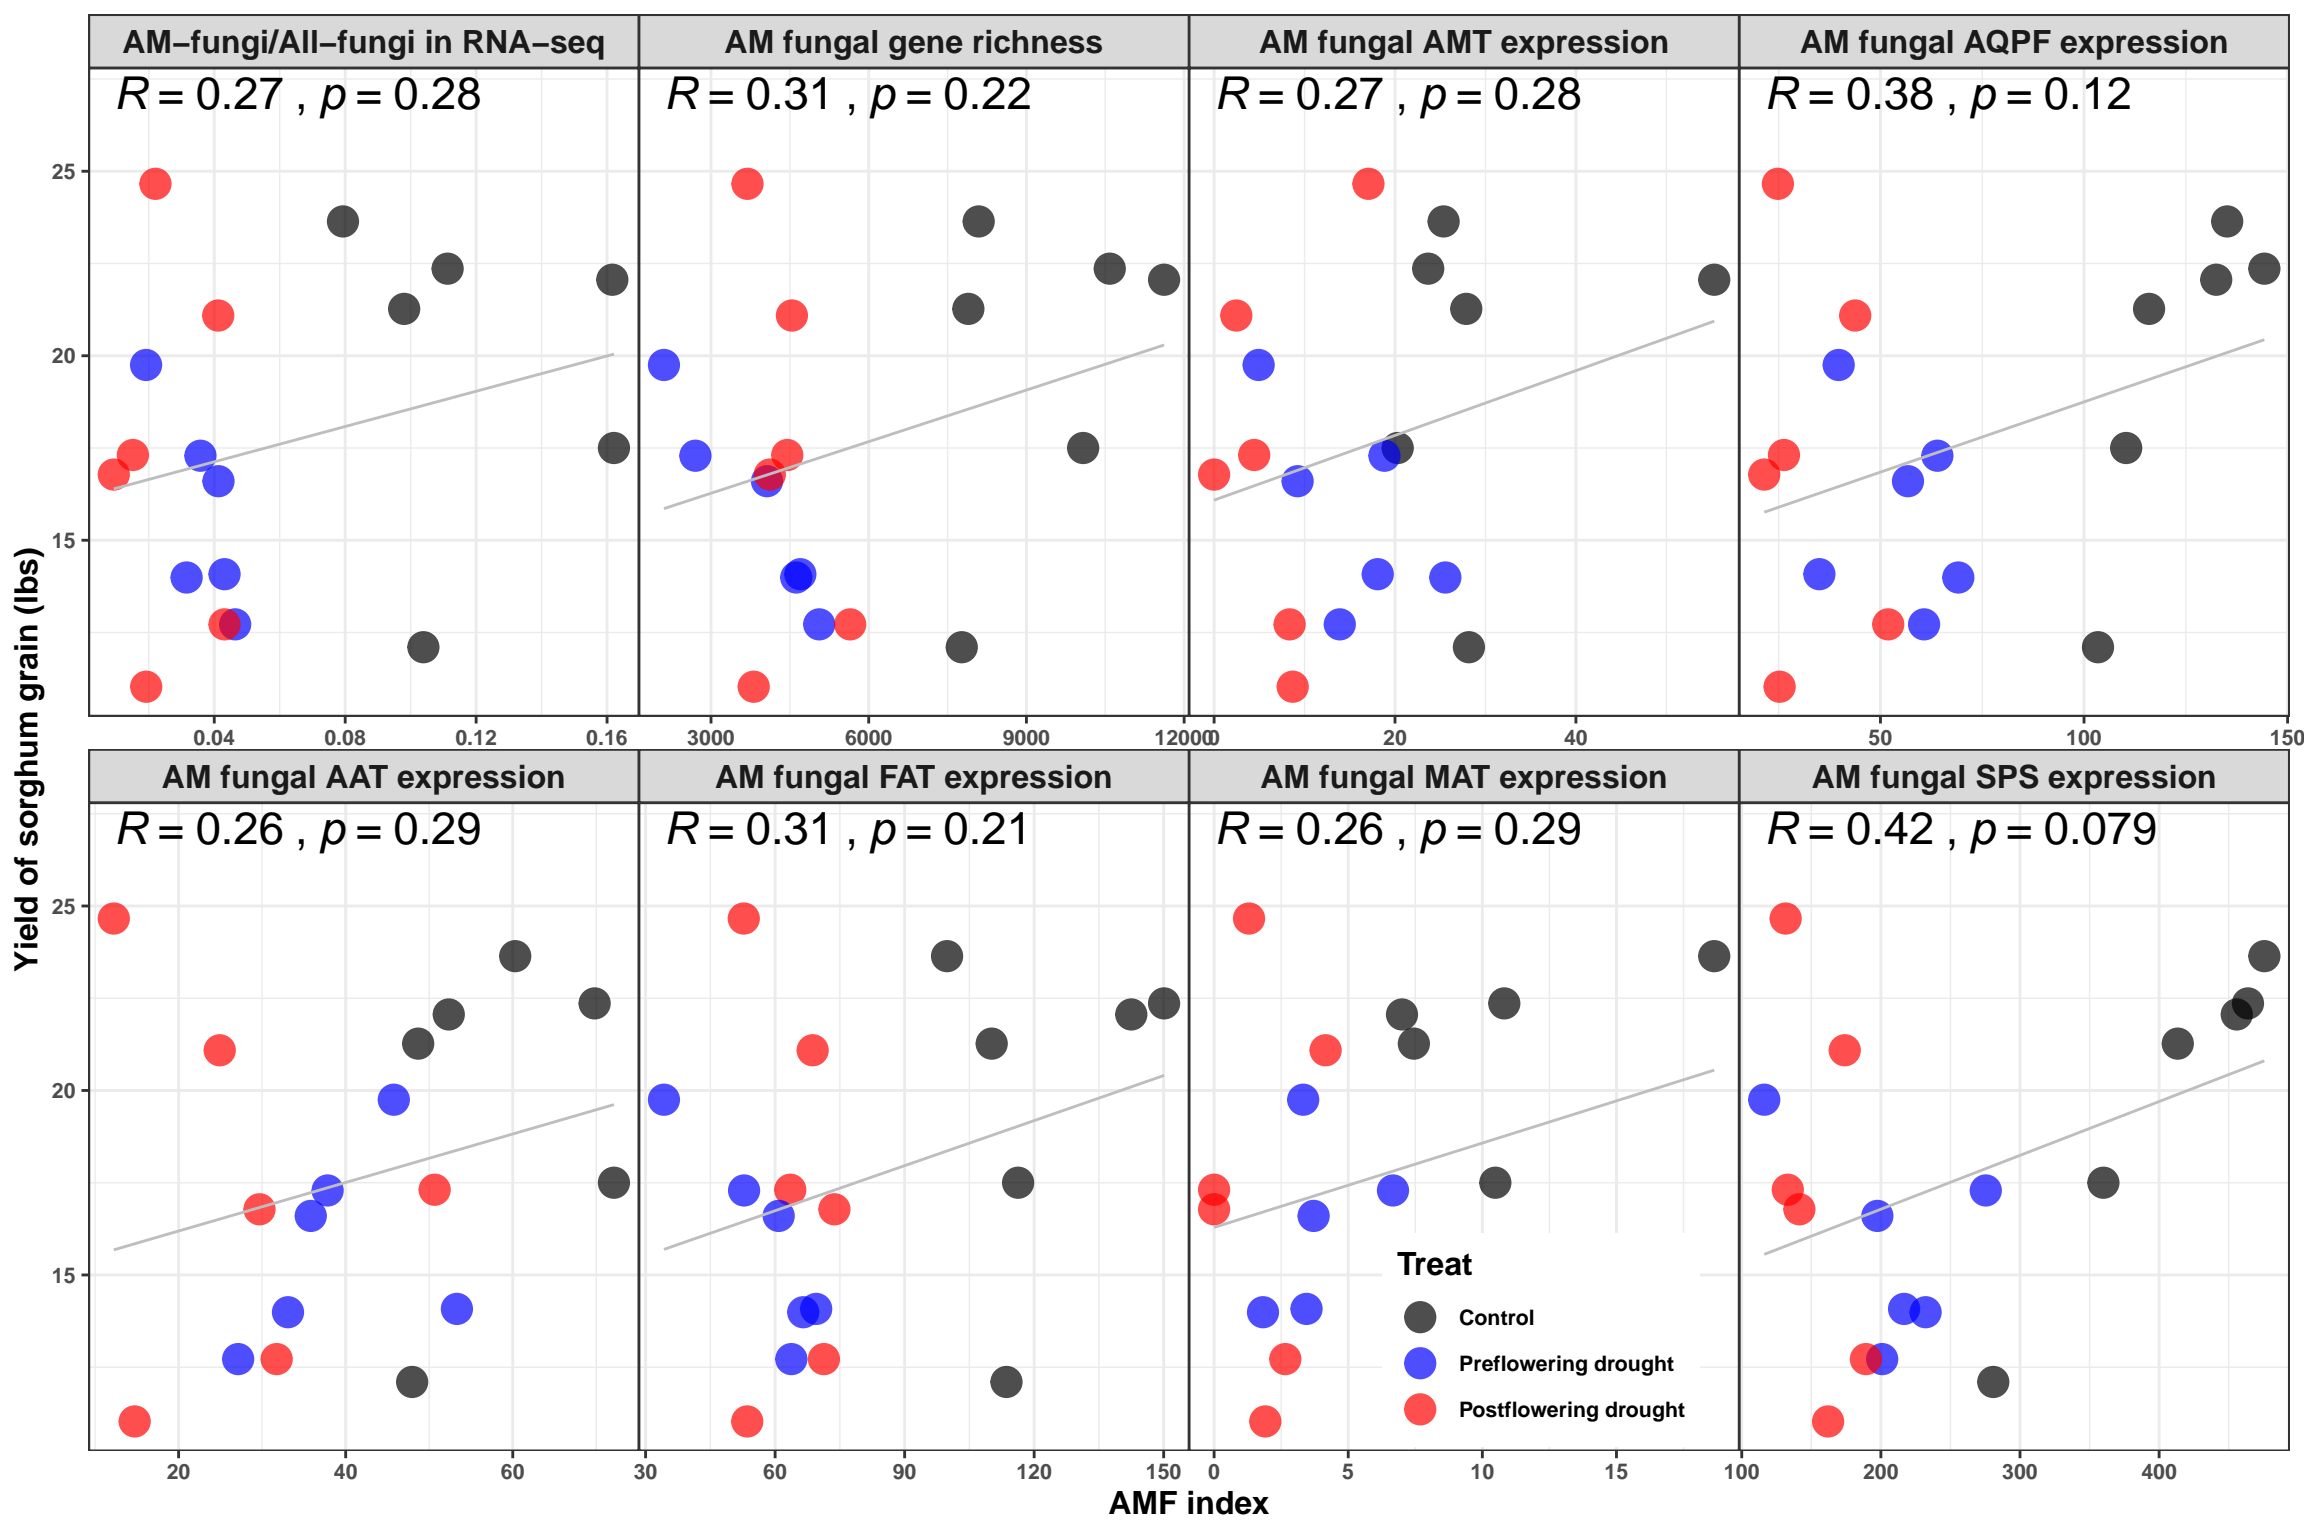 AM–fungi/All–fungi in RNA–seq
AM fungal gene richness
AM fungal AMT expression
AM fungal AQPF expression
R = 0.27 , p = 0.28
R = 0.31 , p = 0.22
R = 0.27 , p = 0.28
R = 0.38 , p = 0.12
25
20
15
0.04 0.08 0.12 0.16
3000 6000 9000 12000
0 20 40
50 100 150
Yield of sorghum grain (lbs)
AM fungal AAT expression
AM fungal FAT expression
AM fungal MAT expression
AM fungal SPS expression
R = 0.26 , p = 0.29
R = 0.31 , p = 0.21
R = 0.26 , p = 0.29
R = 0.42 , p = 0.079
25
20
15
Treat
Control
Preflowering drought
Postflowering drought
20 40 60
30 60 90 120 150
0 5 10 15
100 200 300 400
AMF index